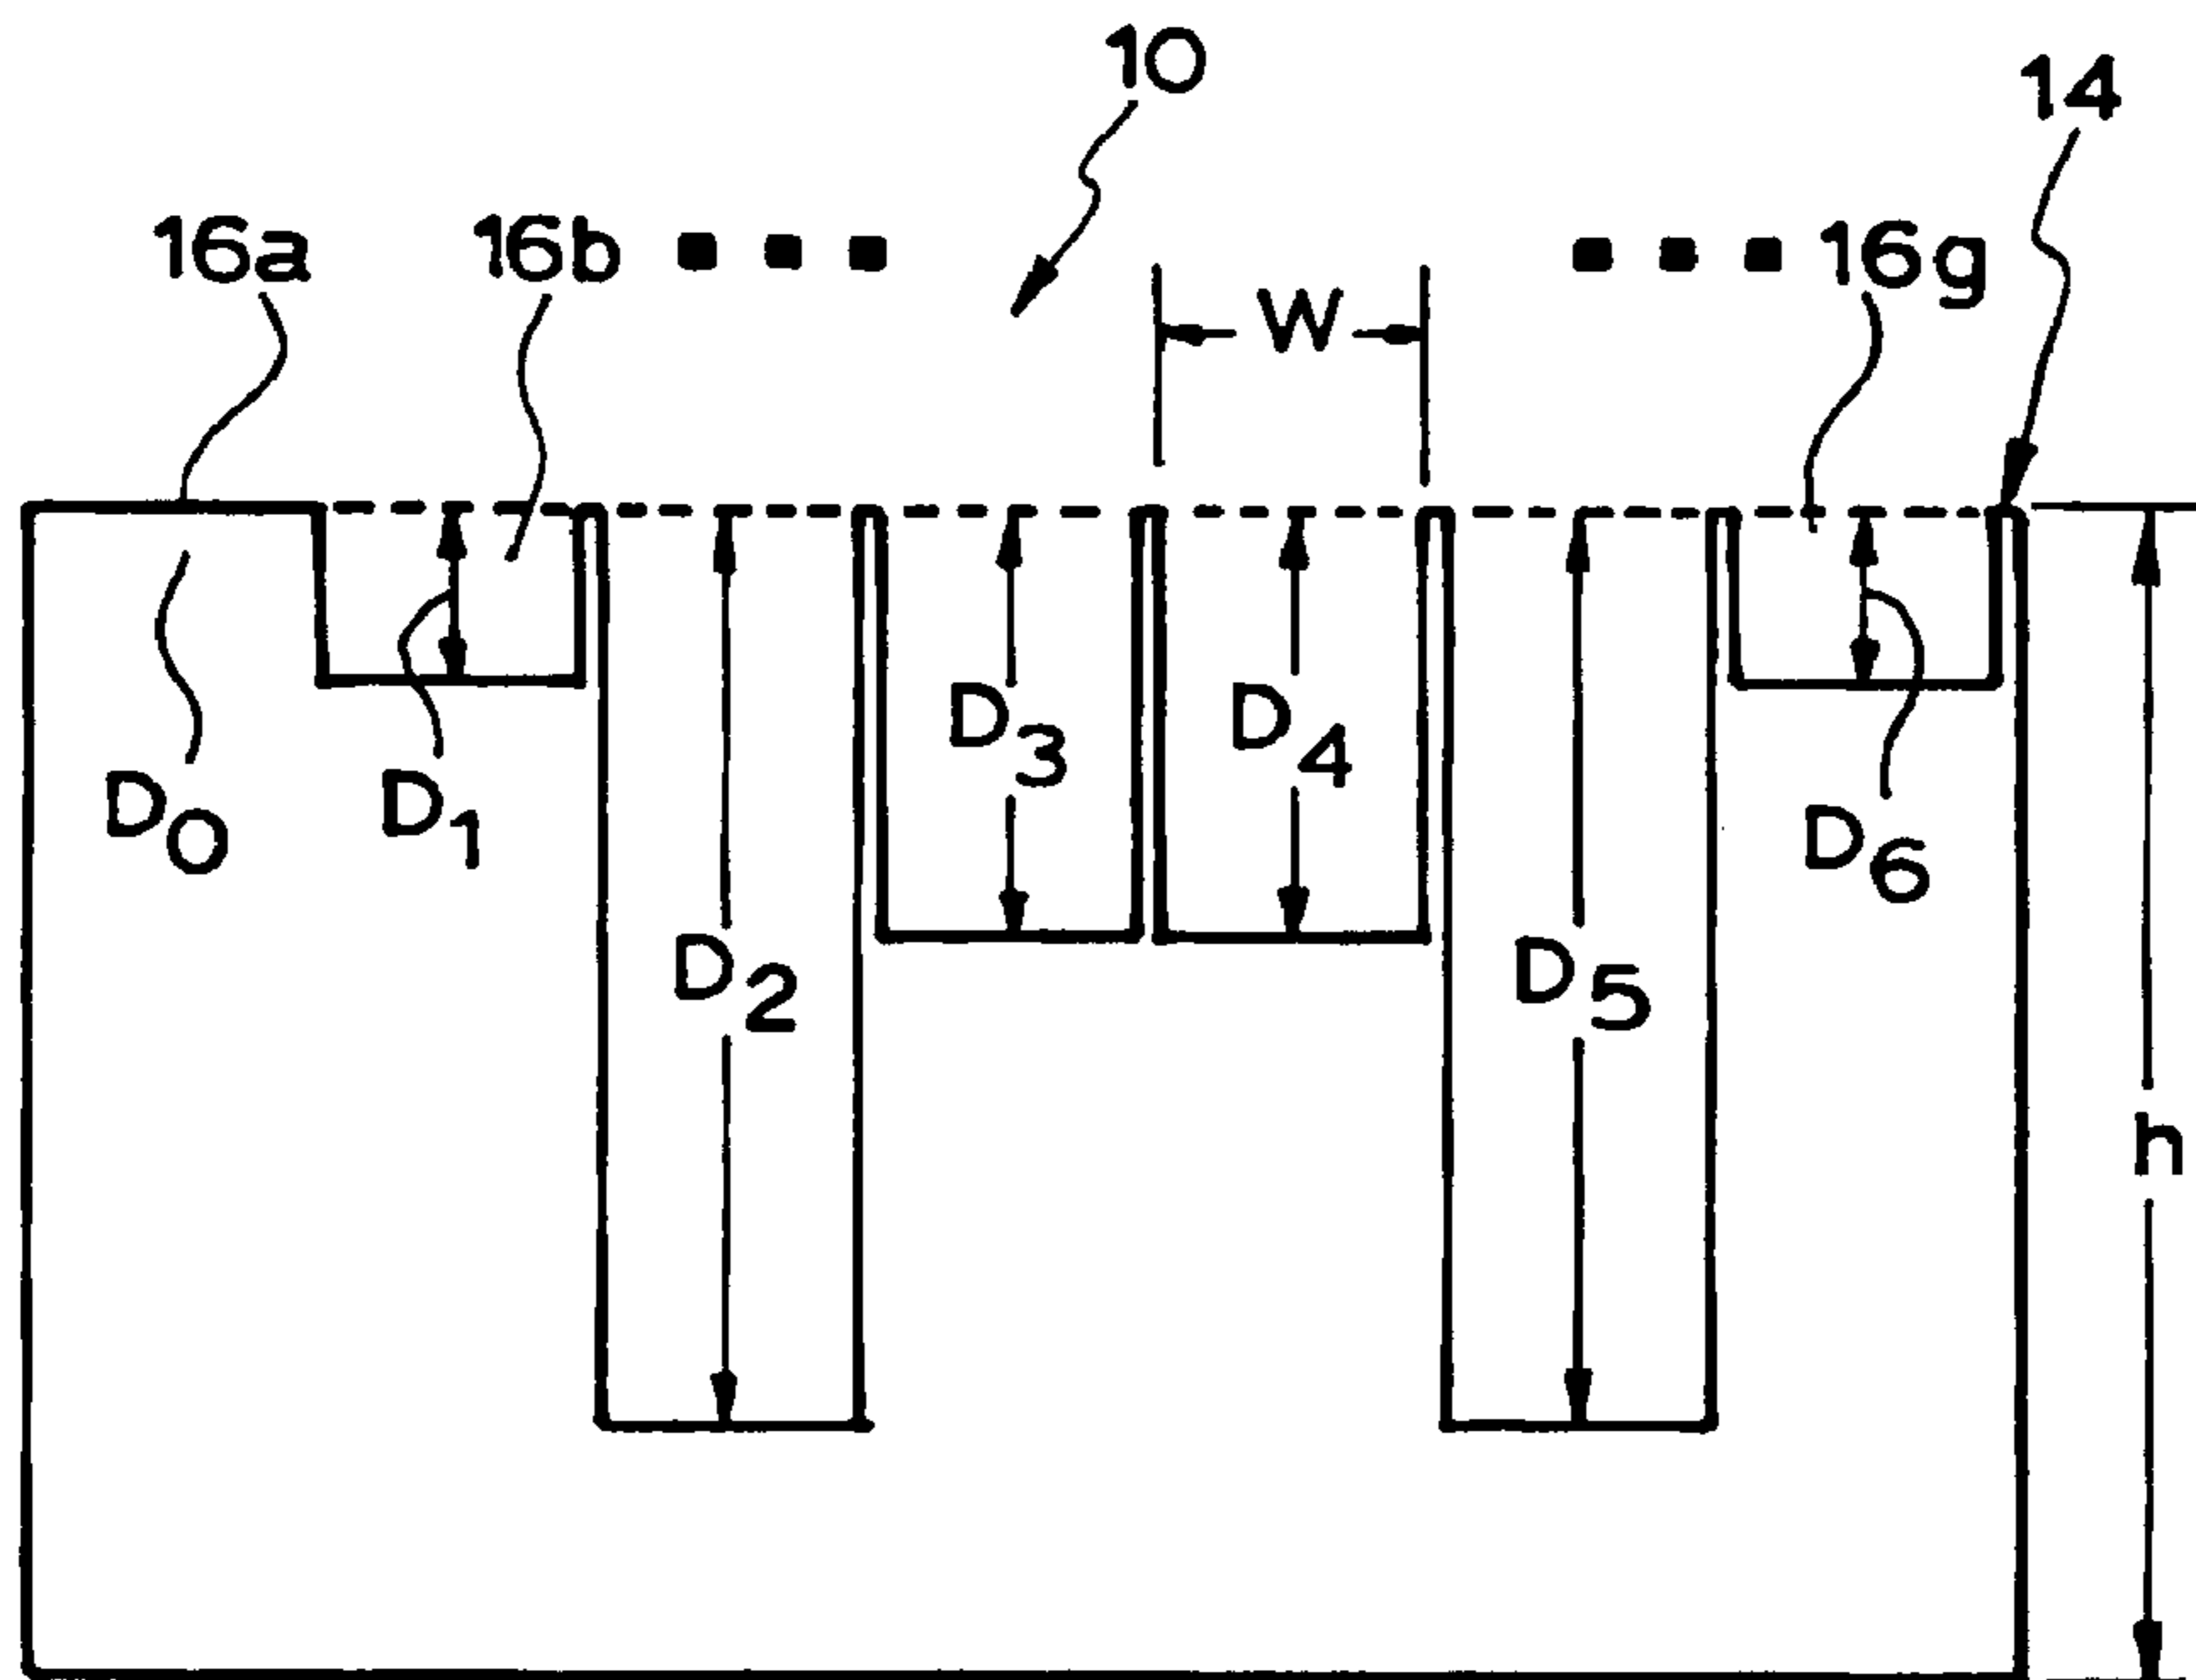 10
14
16a 16b ▪ ▪ ▪ ▪ ▪ ▪ 16g
W
D3 D4
D0 D1 D6
D2 D5
h